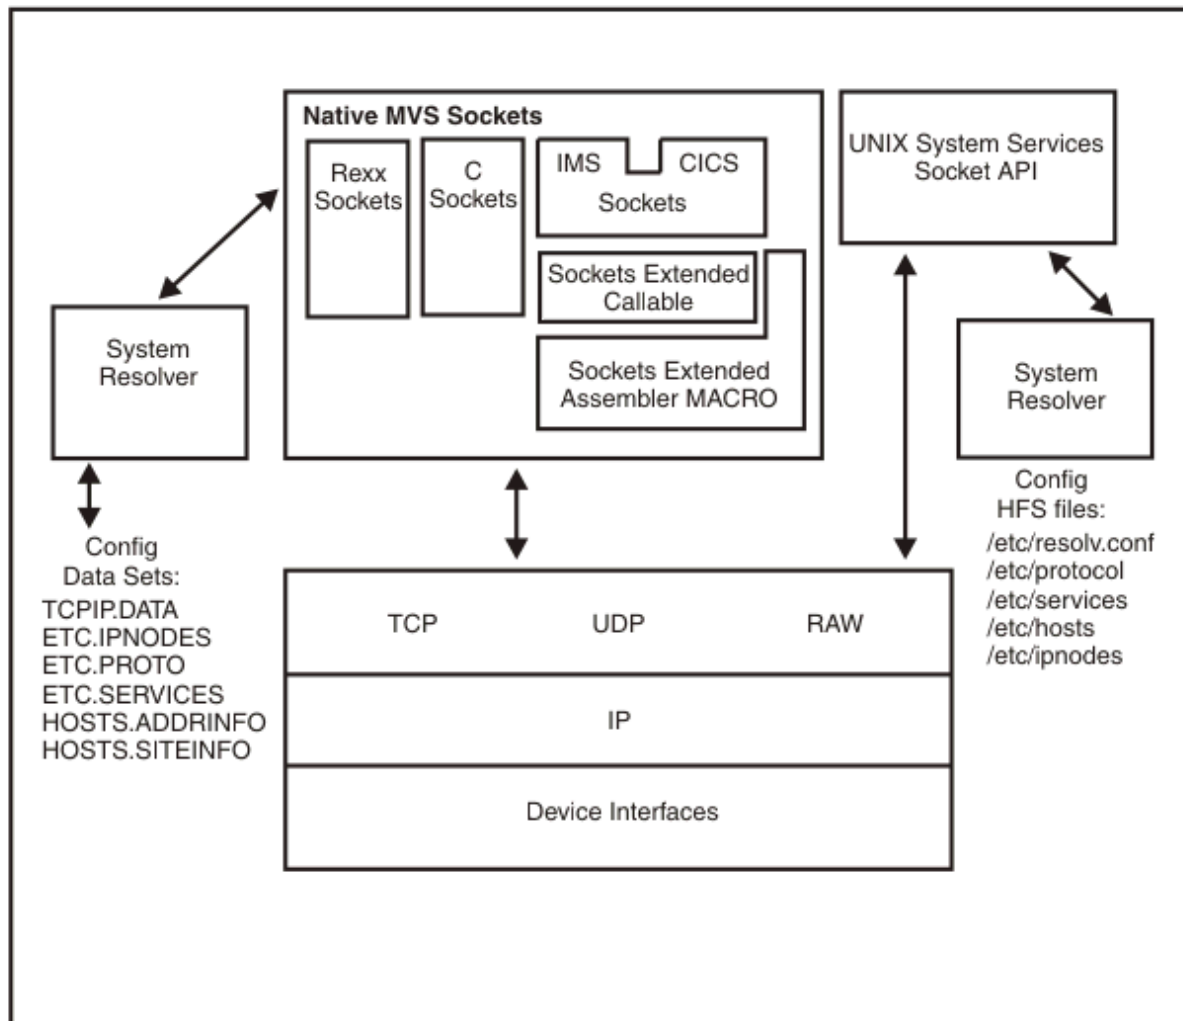 Native MVS Sockets
Rexx
Sockets
C
Sockets
IMS CICS
Sockets
Sockets Extended
Callable
Sockets Extended
Assembler MACRO
UNIX System Services
Socket API
System
Resolver
System
Resolver
Config
Data Sets:
TCPIP.DATA
ETC.IPNODES
ETC.PROTO
ETC.SERVICES
HOSTS.ADDRINFO
HOSTS.SITEINFO
Config
HFS files:
/etc/resolv.conf
/etc/protocol
/etc/services
/etc/hosts
/etc/ipnodes
TCP UDP RAW
IP
Device Interfaces